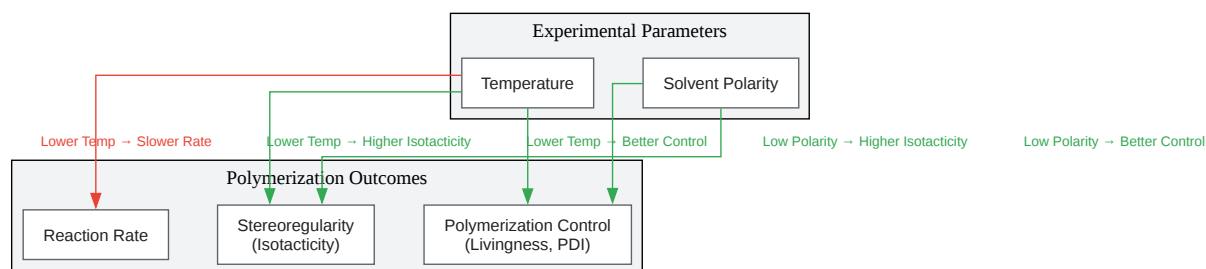 Experimental Parameters
Temperature
Solvent Polarity
Lower Temp → Slower Rate
Lower Temp → Higher Isotacticity
Lower Temp → Better Control
Low Polarity → Higher Isotacticity
Low Polarity → Better Control
Polymerization Outcomes
Reaction Rate
Stereoregularity
(Isotacticity)
Polymerization Control
(Livingness, PDI)